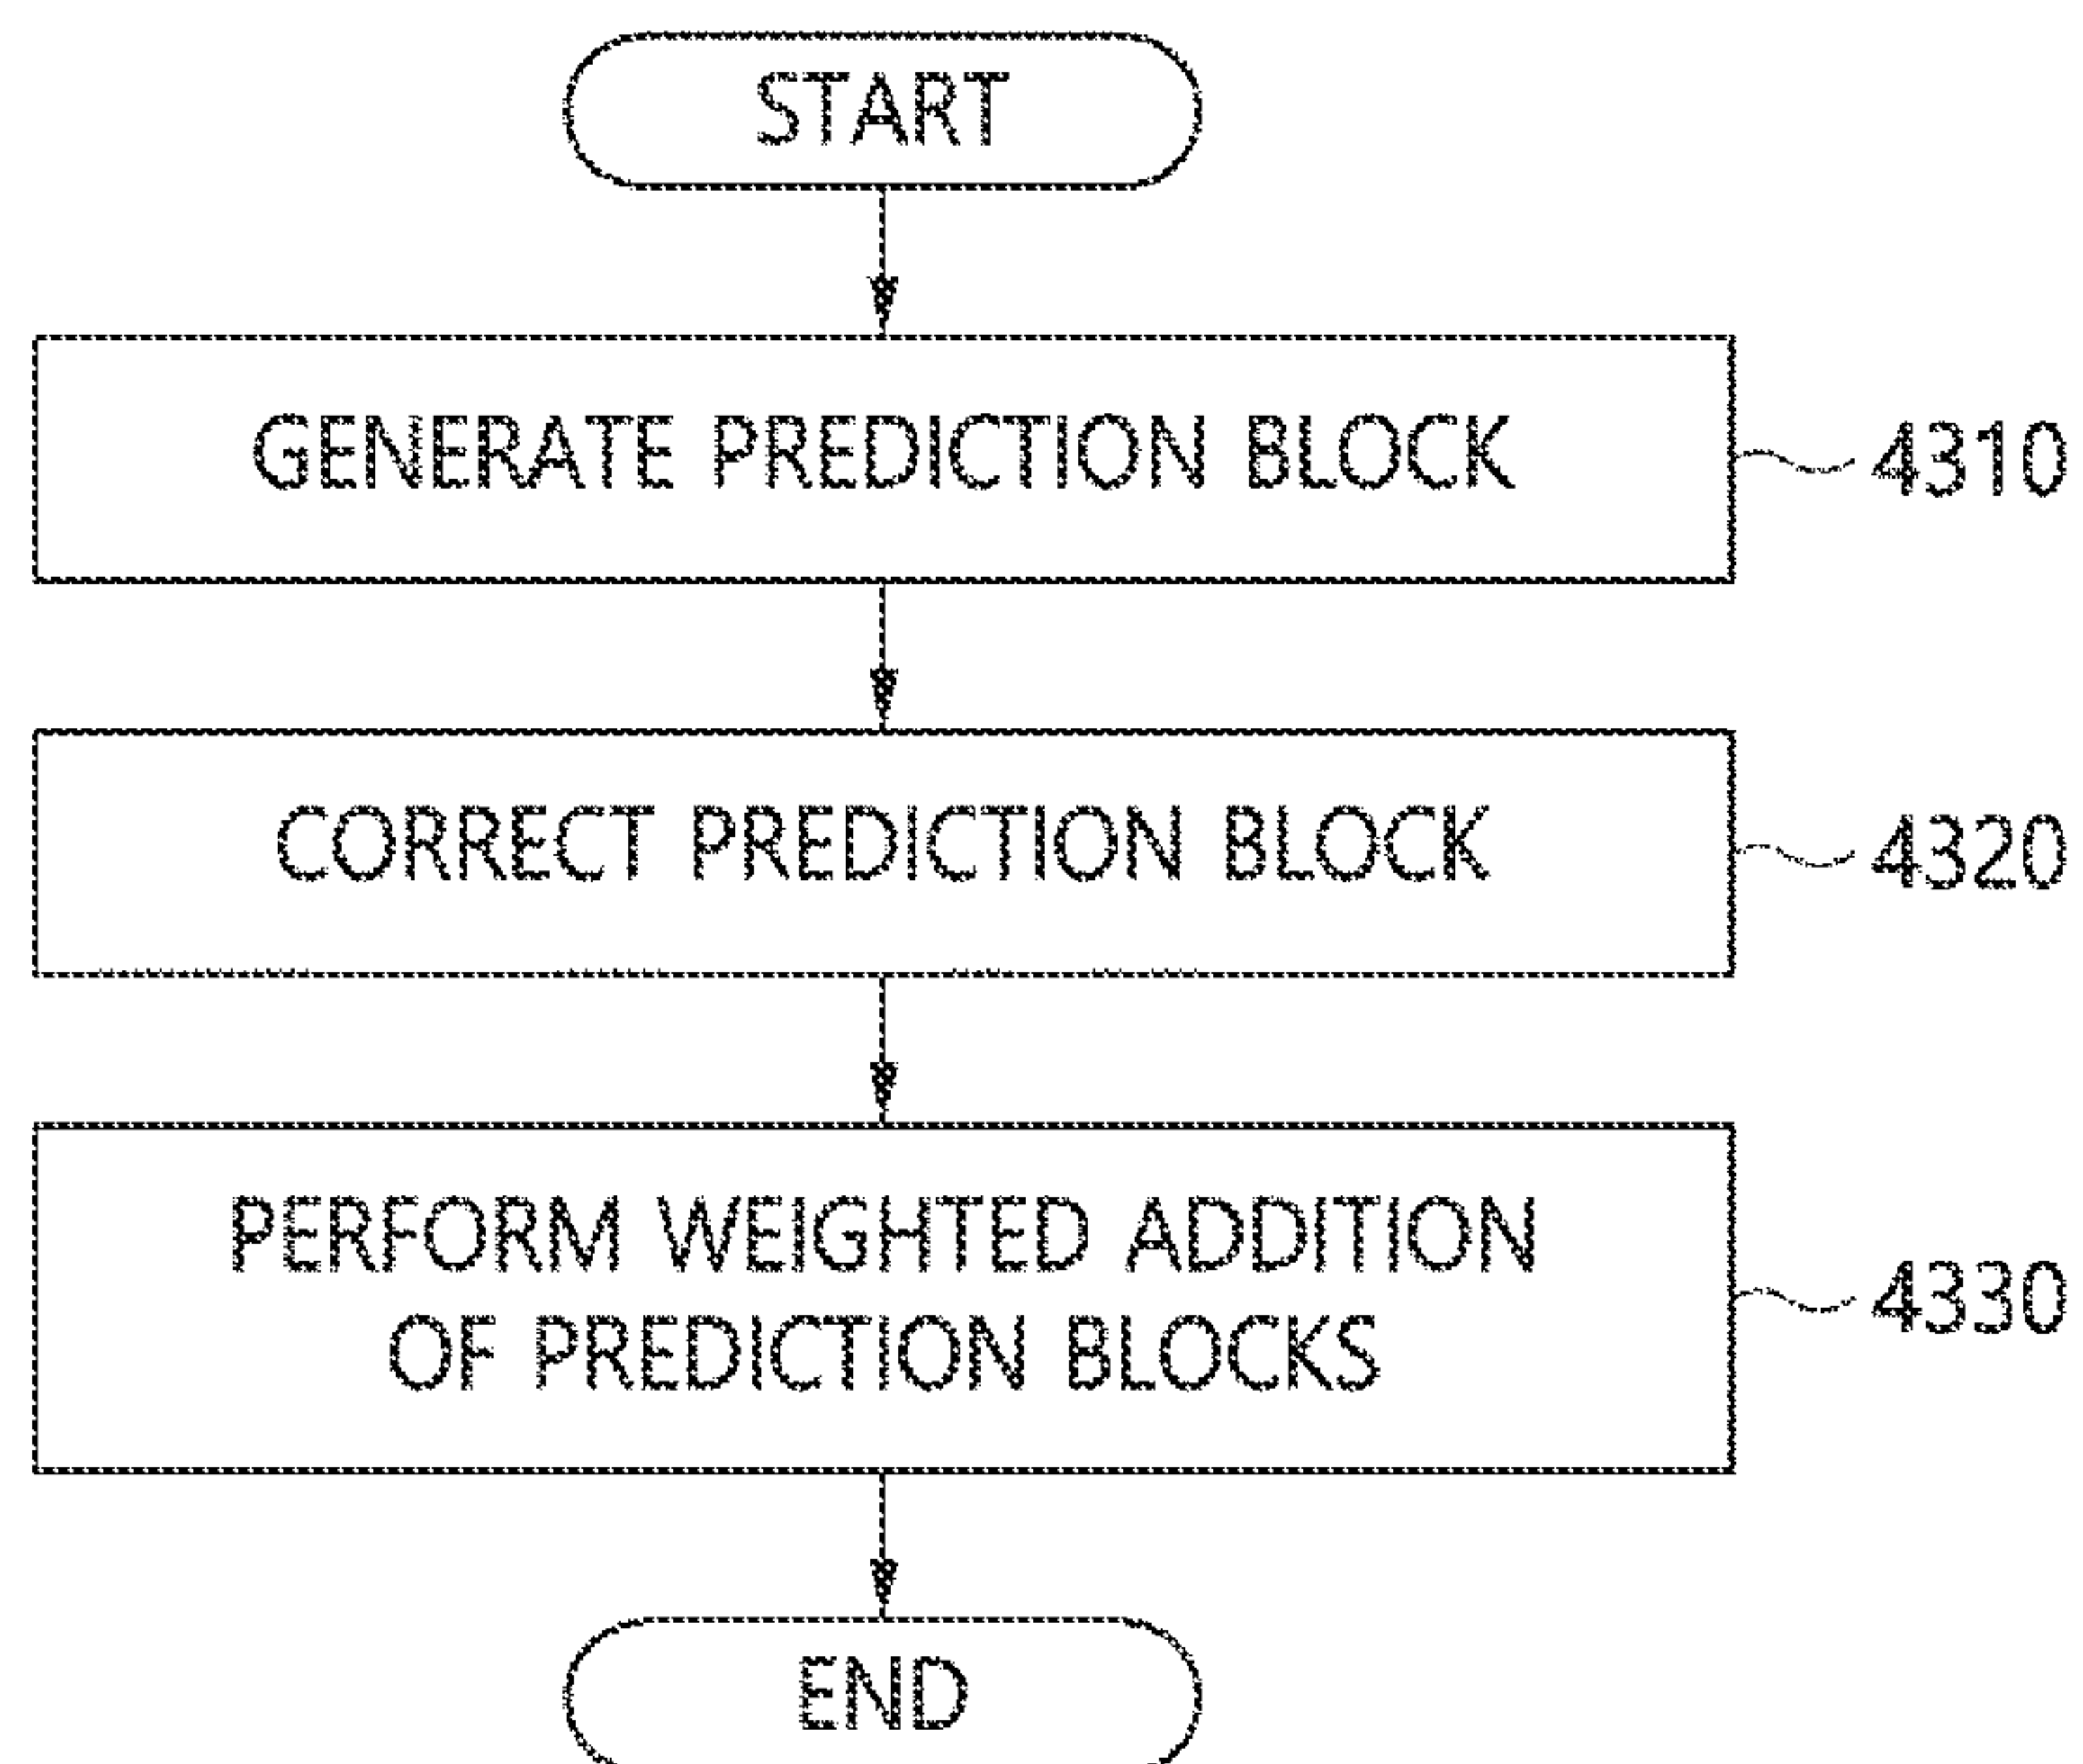 START
GENERATE PREDICTION BLOCK
4310
CORRECT PREDICTION BLOCK
4320
PERFORM WEIGHTED ADDITION
OF PREDICTION BLOCKS
4330
END